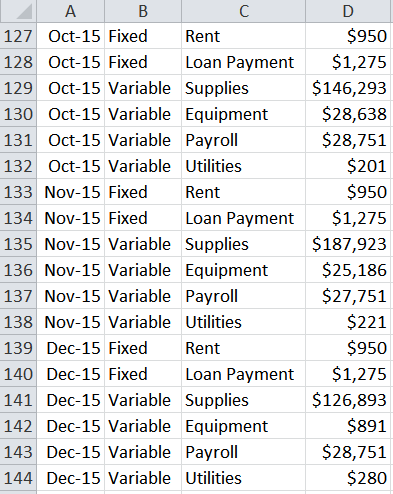 A B C D
127 Oct-15 Fixed Rent $950
128 Oct-15 Fixed Loan Payment $1,275
129 Oct-15 Variable Supplies $146,293
130 Oct-15 Variable Equipment $28,638
131 Oct-15 Variable Payroll $28,751
132 Oct-15 Variable Utilities $201
133 Nov-15 Fixed Rent $950
134 Nov-15 Fixed Loan Payment $1,275
135 Nov-15 Variable Supplies $187,923
136 Nov-15 Variable Equipment $25,186
137 Nov-15 Variable Payroll $27,751
138 Nov-15 Variable Utilities $221
139 Dec-15 Fixed Rent $950
140 Dec-15 Fixed Loan Payment $1,275
141 Dec-15 Variable Supplies $126,893
142 Dec-15 Variable Equipment $891
143 Dec-15 Variable Payroll $28,751
144 Dec-15 Variable Utilities $280